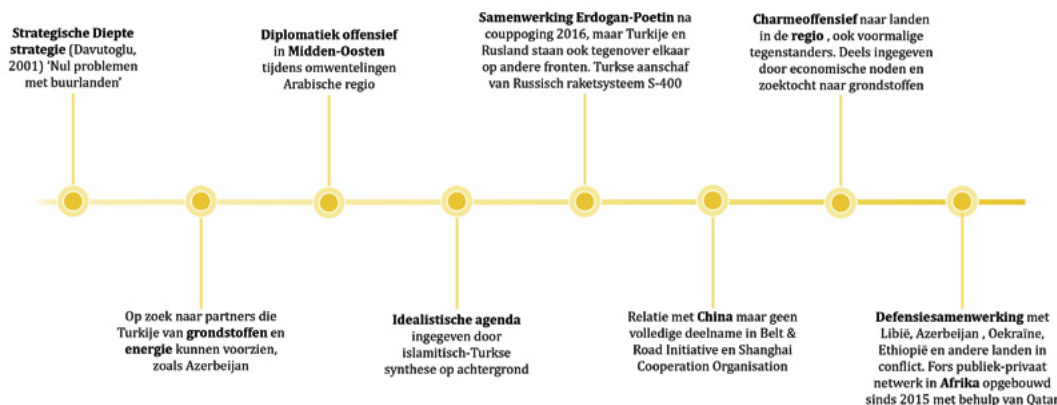 Strategische Diepte
strategie (Davutoglu,
2001) 'Nul problemen
met buurlanden'
Op zoek naar partners die
Turkije van grondstoffen en
energie kunnen voorzien,
zoals Azerbeijan
Diplomatiek offensief
in Midden-Oosten
tijdens omwentelingen
Arabische regio
Idealistische agenda
ingegeven door
islamitisch-Turkse
synthese op achtergrond
Samenwerking Erdogan-Poetin na
couppoging 2016, maar Turkije en
Rusland staan ook tegenover elkaar
op andere fronten. Turkse aanschaf
van Russisch raketsysteem S-400
Relatie met China maar geen
volledige deelname in Belt &
Road Initiative en Shanghai
Cooperation Organisation
Charmeoffensief naar landen
in de regio , ook voormalige
tegenstanders. Deels ingegeven
door economische noden en
zoektocht naar grondstoffen
Defensiesamenwerking met
Libië, Azerbeijan , Oekraïne,
Ethiopië en andere landen in
conflict. Fors publiek-privaat
netwerk in Afrika opgebouwd
sinds 2015 met behulp van Qatar